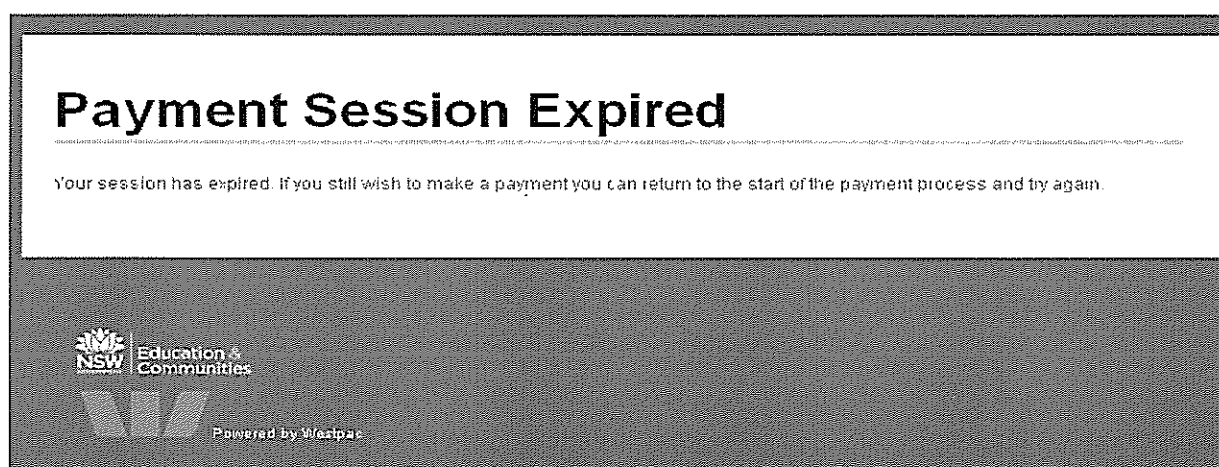 Payment Session Expired
Your session has expired. If you still wish to make a payment you can return to the start of the payment process and try again.
NSW
Education &
Communities
Powered by Westpac